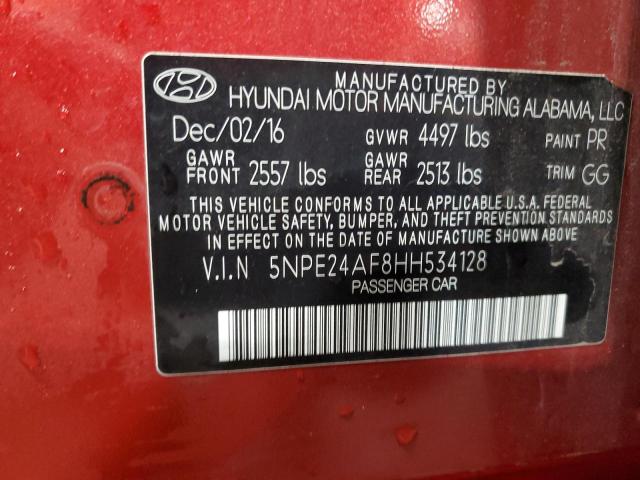 MANUFACTURED BY
HYUNDAI MOTOR MANUFACTURING ALABAMA, LLC
Dec/02/16 GVWR 4497 lbs PAINT PR
GAWR FRONT 2557 lbs GAWR REAR 2513 lbs TRIM GG
THIS VEHICLE CONFORMS TO ALL APPLICABLE U.S.A. FEDERAL
MOTOR VEHICLE SAFETY, BUMPER, AND THEFT PREVENTION STANDARDS
IN EFFECT ON THE DATE OF MANUFACTURE SHOWN ABOVE.
V.I.N 5NPE24AF8HH534128
PASSENGER CAR